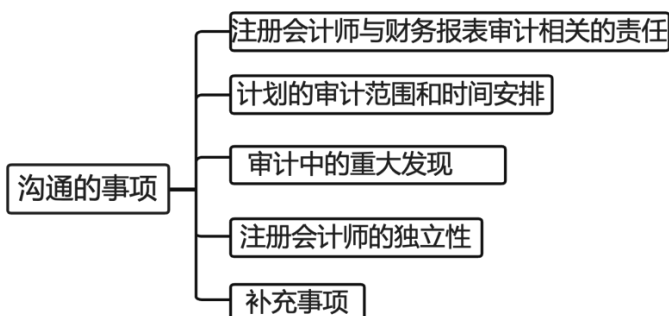 注册会计师与财务报表审计相关的责任
计划的审计范围和时间安排
审计中的重大发现
沟通的事项
注册会计师的独立性
补充事项